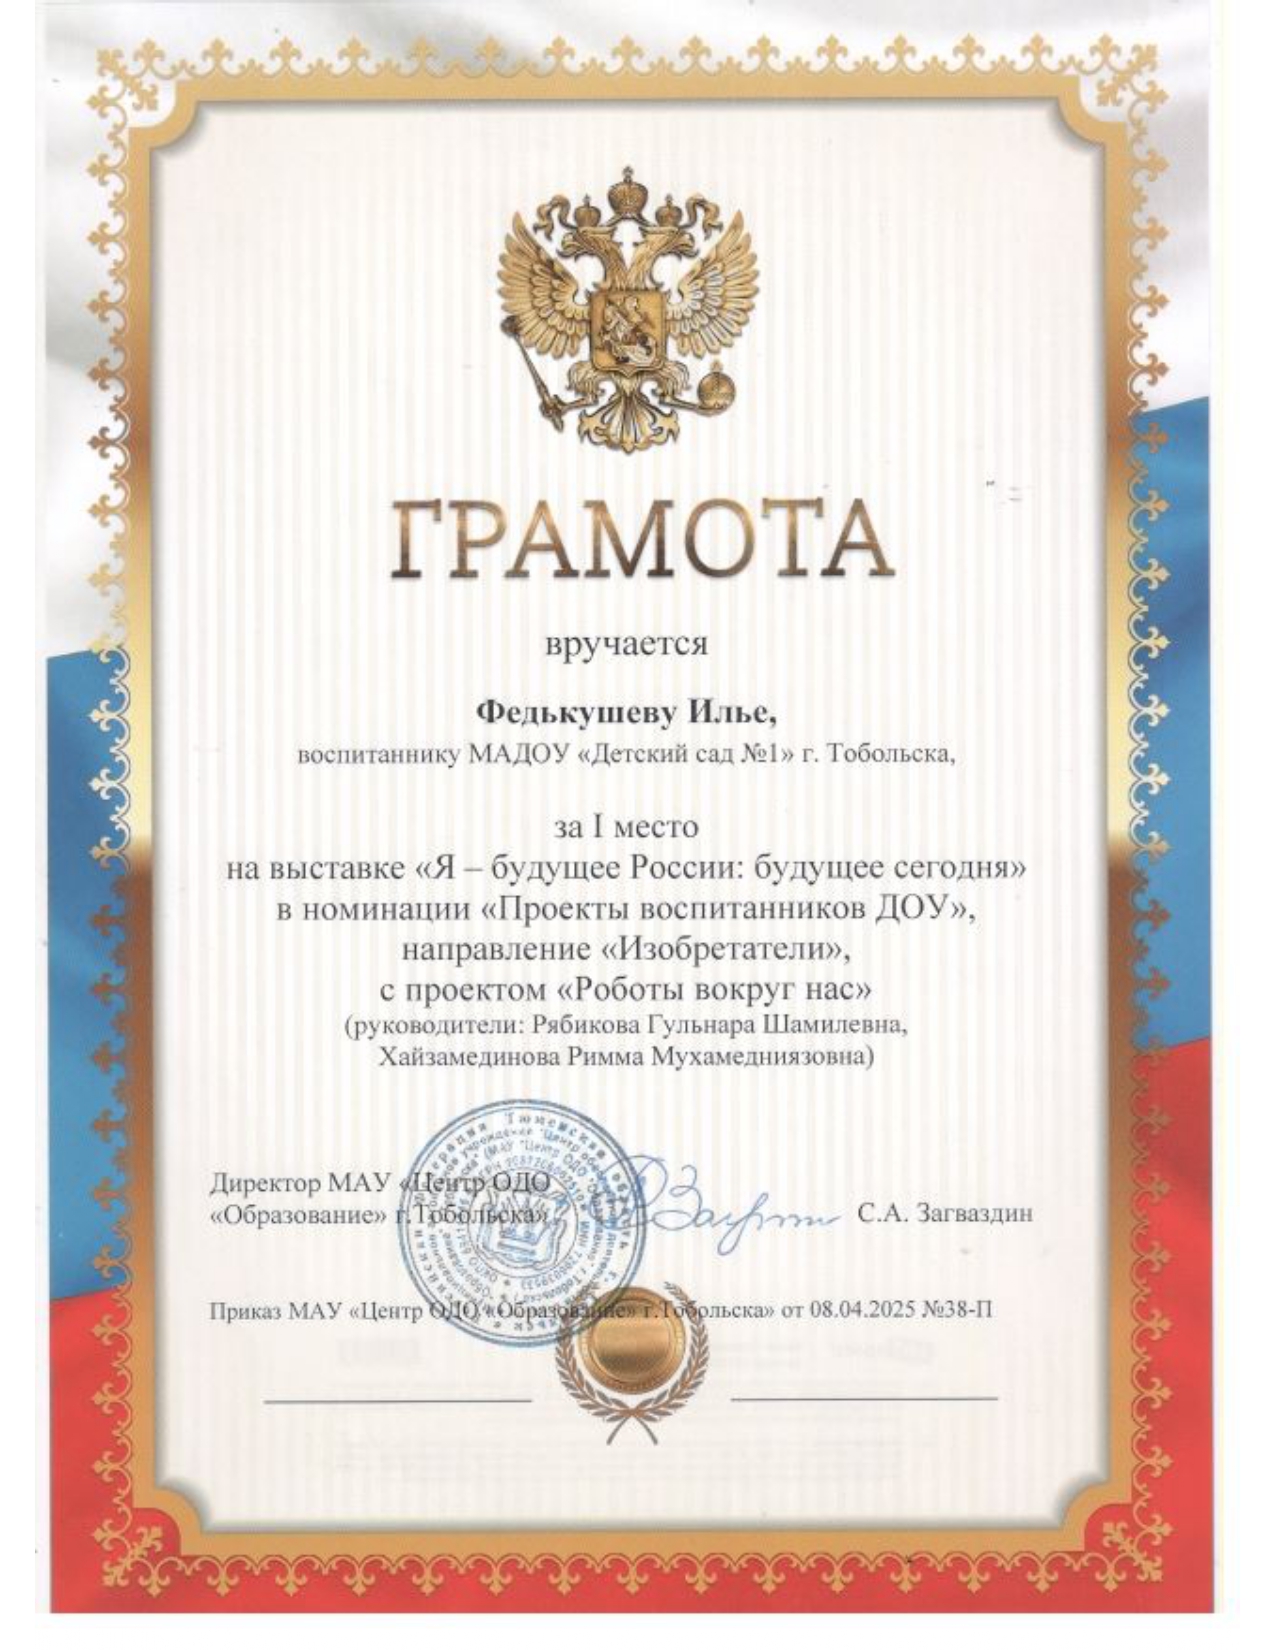 ГРАМОТА
вручается
Федькушеву Илье,
воспитаннику МАДОУ «Детский сад №1» г. Тобольска,
за I место
на выставке «Я – будущее России: будущее сегодня»
в номинации «Проекты воспитанников ДОУ»,
направление «Изобретатели»,
с проектом «Роботы вокруг нас»
(руководители: Рябикова Гульнара Шамилевна,
Хайзамединова Римма Мухамедниязовна)
Директор МАУ «Центр ОДО
«Образование» г.Тобольска»
С.А. Загваздин
Приказ МАУ «Центр ОДО «Образование» г.Тобольска» от 08.04.2025 №38-П